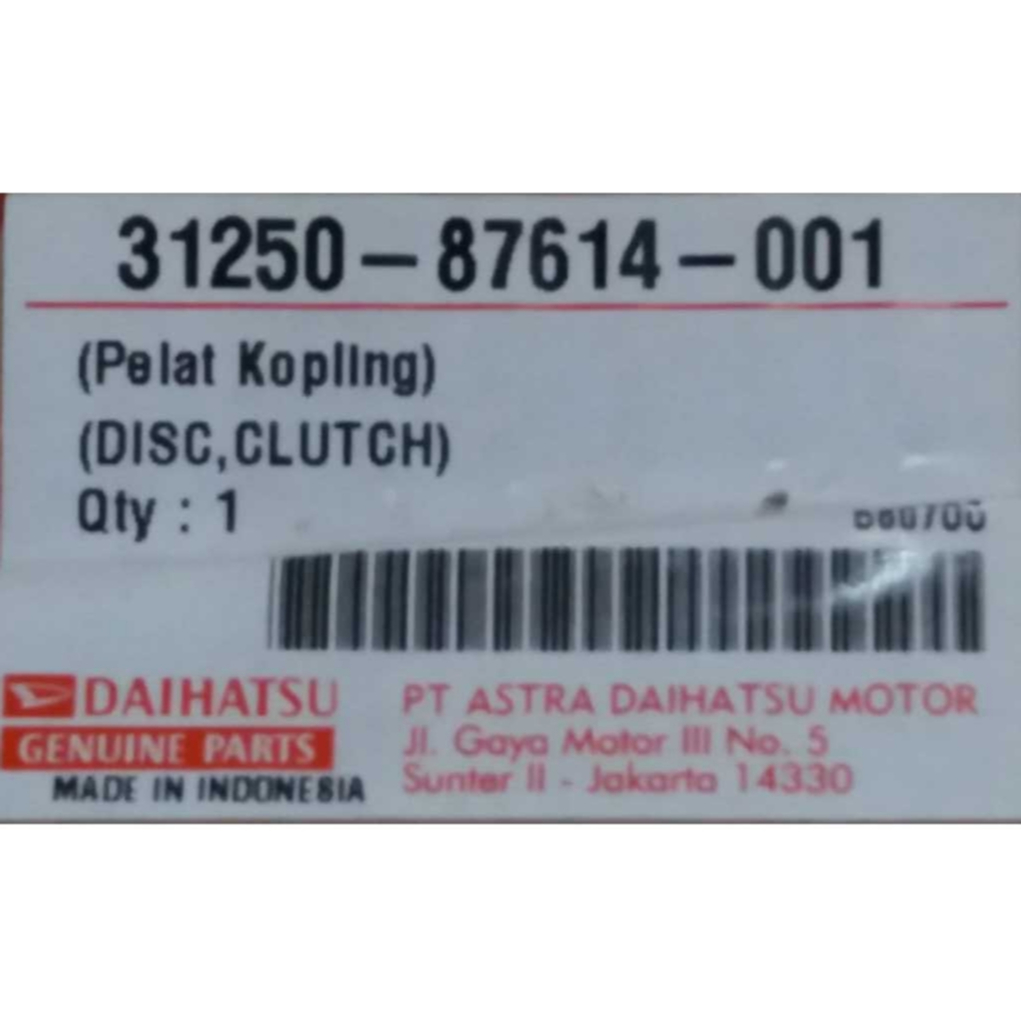 31250-87614-001
(Pelat Kopling)
(DISC,CLUTCH)
Qty : 1
DAIHATSU
GENUINE PARTS
MADE IN INDONESIA
PT ASTRA DAIHATSU MOTOR
Jl. Gaya Motor III No. 5
Sunter II - Jakarta 14330